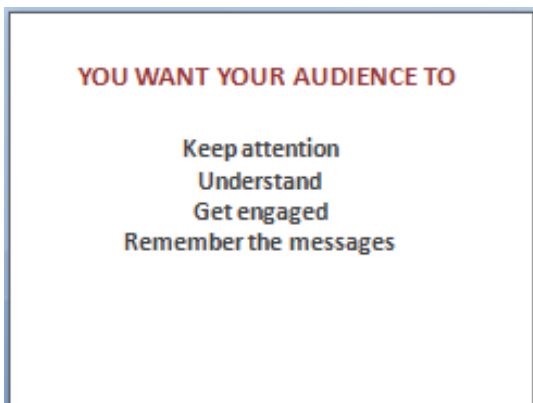 YOU WANT YOUR AUDIENCE TO
Keep attention
Understand
Get engaged
Remember the messages